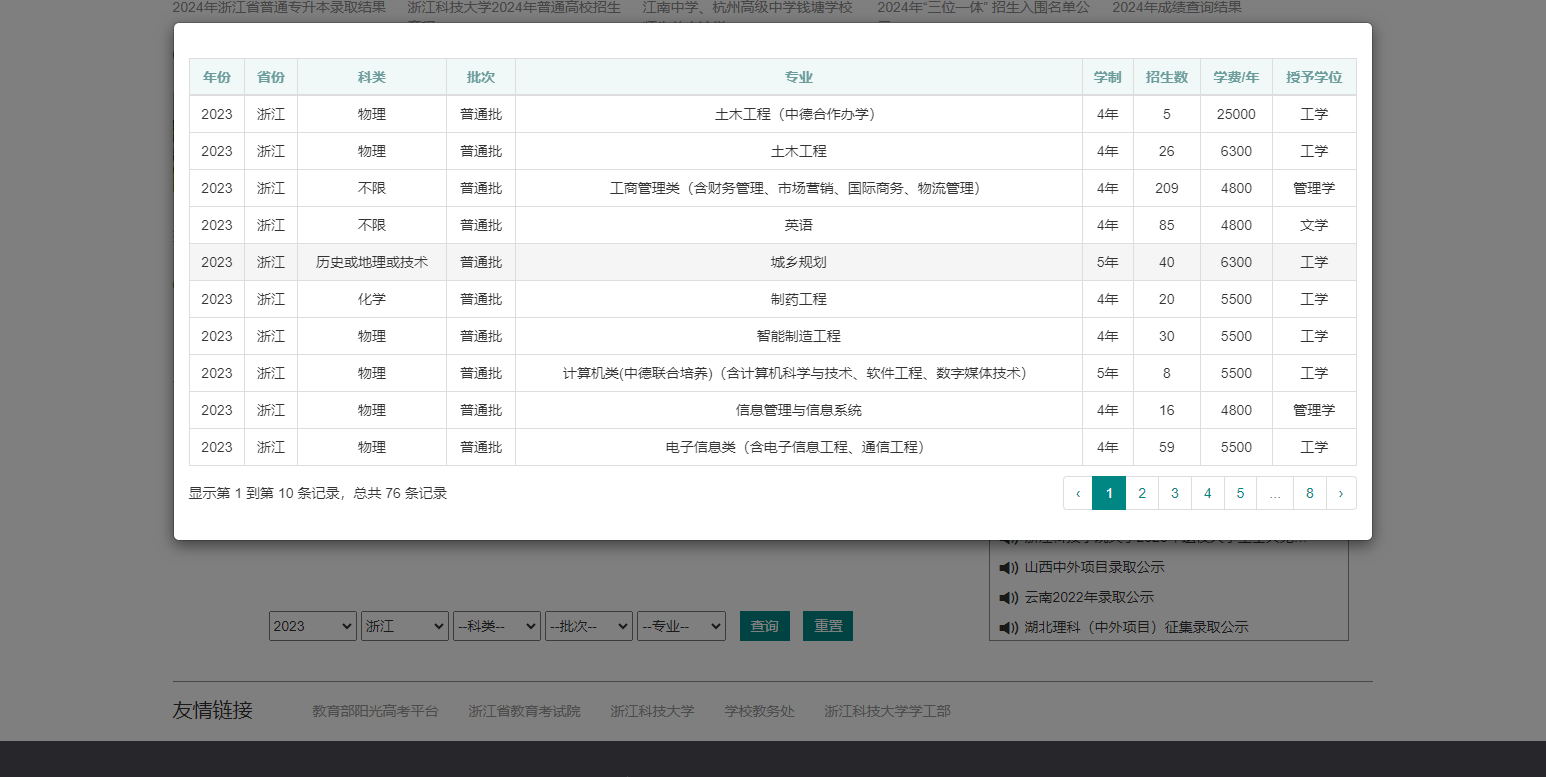 2024年浙江省普通专升本录取结果 浙江科技大学2024年普通高校招生 江南中学、杭州高级中学钱塘学校 2024年“三位一体” 招生入围名单公 2024年成绩查询结果
年份 省份 科类 批次 专业 学制 招生数 学费/年 授予学位
2023 浙江 物理 普通批 土木工程（中德合作办学） 4年 5 25000 工学
2023 浙江 物理 普通批 土木工程 4年 26 6300 工学
2023 浙江 不限 普通批 工商管理类（含财务管理、市场营销、国际商务、物流管理） 4年 209 4800 管理学
2023 浙江 不限 普通批 英语 4年 85 4800 文学
2023 浙江 历史或地理或技术 普通批 城乡规划 5年 40 6300 工学
2023 浙江 化学 普通批 制药工程 4年 20 5500 工学
2023 浙江 物理 普通批 智能制造工程 4年 30 5500 工学
2023 浙江 物理 普通批 计算机类(中德联合培养)（含计算机科学与技术、软件工程、数字媒体技术） 5年 8 5500 工学
2023 浙江 物理 普通批 信息管理与信息系统 4年 16 4800 管理学
2023 浙江 物理 普通批 电子信息类（含电子信息工程、通信工程） 4年 59 5500 工学
显示第 1 到第 10 条记录，总共 76 条记录 ‹ 1 2 3 4 5 ... 8 ›
山西中外项目录取公示
云南2022年录取公示
湖北理科（中外项目）征集录取公示
2023 浙江 --科类-- --批次-- --专业-- 查询 重置
友情链接 教育部阳光高考平台 浙江省教育考试院 浙江科技大学 学校教务处 浙江科技大学学工部